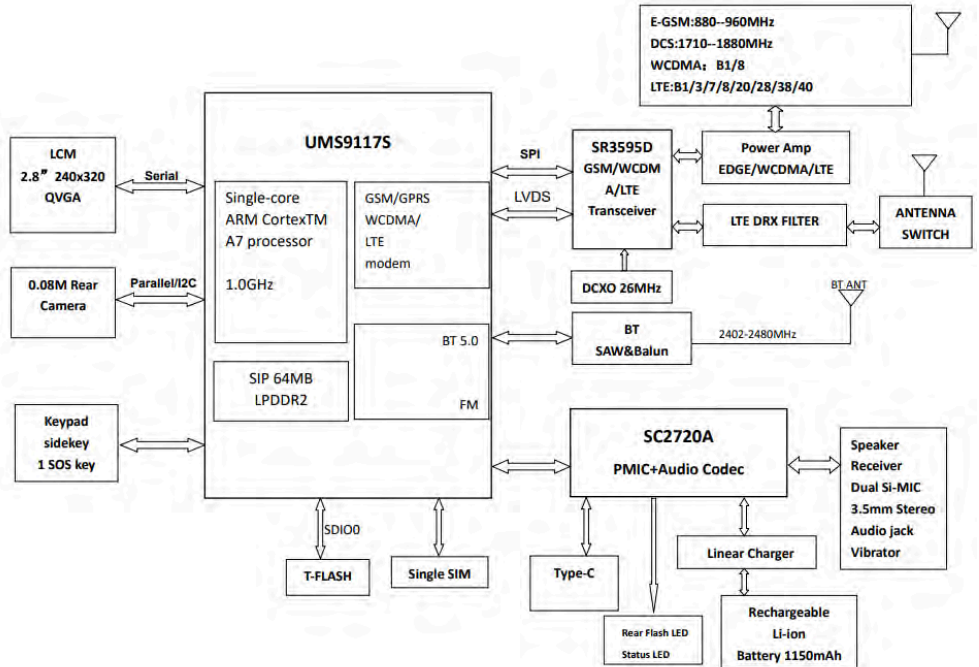 E-GSM:880--960MHz
DCS:1710--1880MHz
WCDMA： B1/8
LTE:B1/3/7/8/20/28/38/40
UMS9117S
LCM
2.8” 240x320
QVGA
Serial
Single-core
ARM CortexTM
A7 processor
1.0GHz
GSM/GPRS
WCDMA/
LTE
modem
SPI
LVDS
SR3595D
GSM/WCDM
A/LTE
Transceiver
Power Amp
EDGE/WCDMA/LTE
LTE DRX FILTER
ANTENNA
SWITCH
0.08M Rear
Camera
Parallel/I2C
DCXO 26MHz
BT ANT
BT 5.0
FM
BT
SAW&Balun
2402-2480MHz
SIP 64MB
LPDDR2
Keypad
sidekey
1 SOS key
SC2720A
PMIC+Audio Codec
Speaker
Receiver
Dual Si-MIC
3.5mm Stereo
Audio jack
Vibrator
SDIO0
T-FLASH
Single SIM
Type-C
Linear Charger
Rear Flash LED
Status LED
Rechargeable
Li-ion
Battery 1150mAh